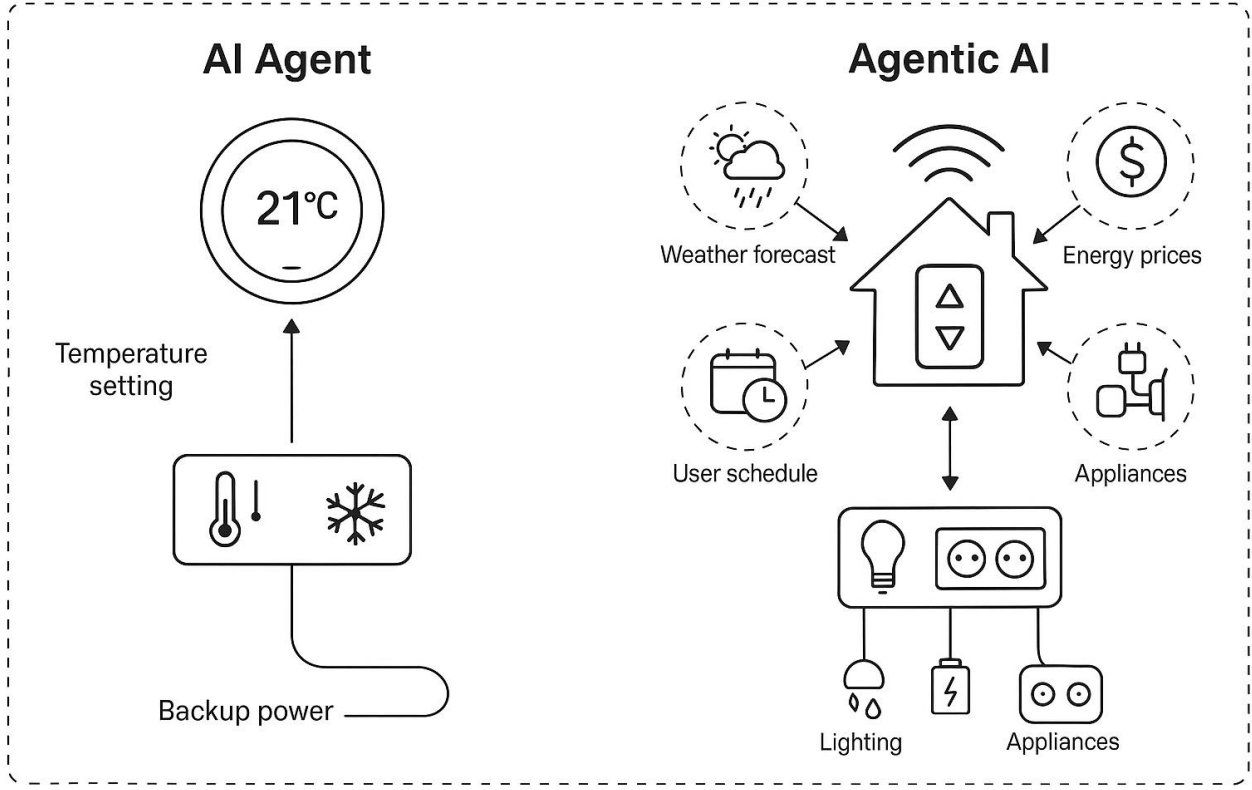 AI Agent
21°C
Temperature
setting
Backup power
Agentic AI
$
Weather forecast
Energy prices
User schedule
Appliances
Lighting
Appliances